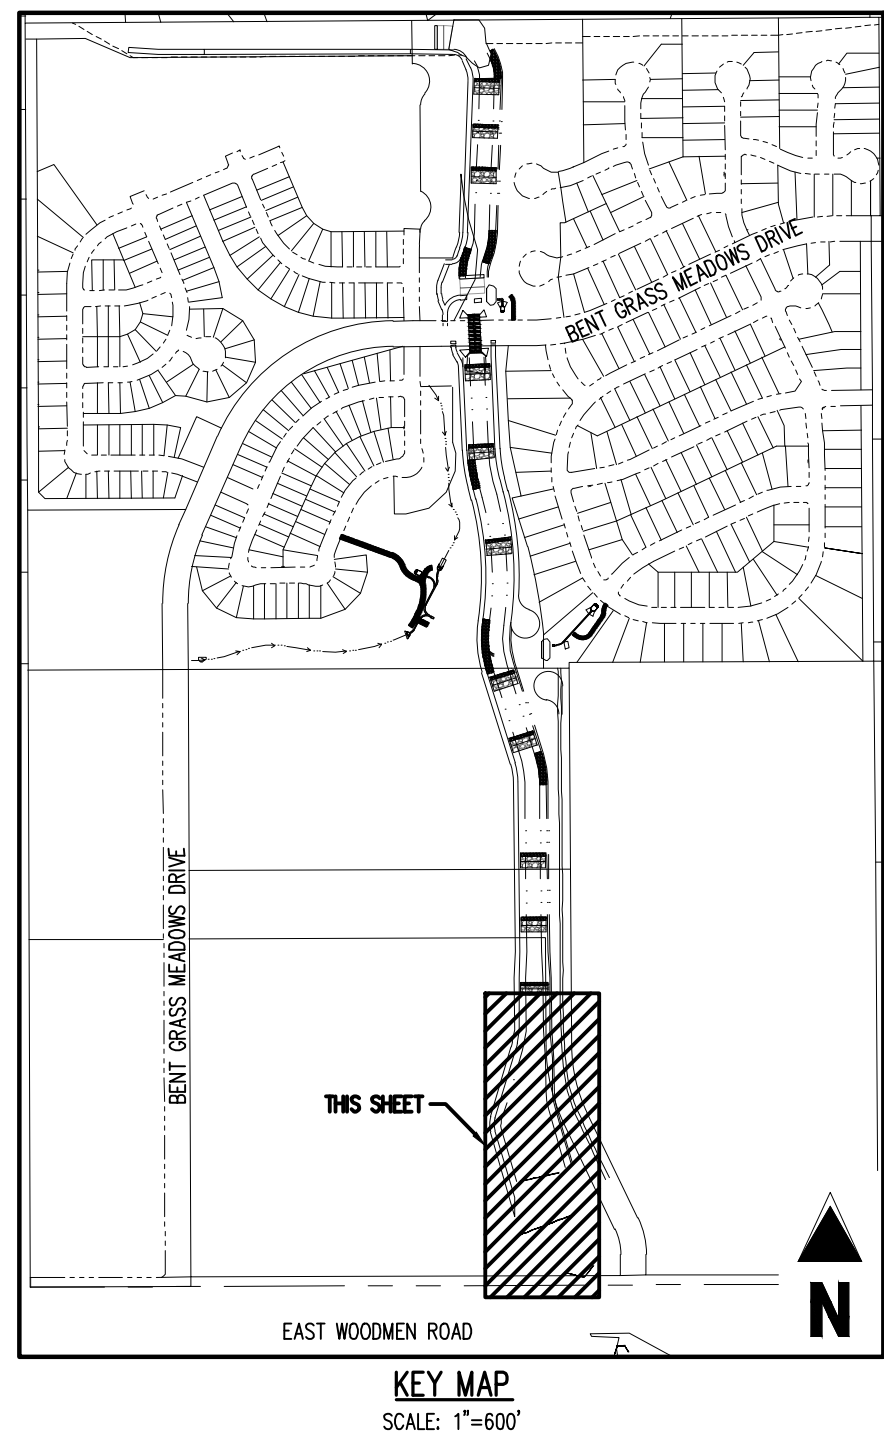 BENT GRASS MEADOWS DRIVE
BENT GRASS MEADOWS DRIVE
THIS SHEET
N
EAST WOODMEN ROAD
KEY MAP
SCALE: 1"=600'